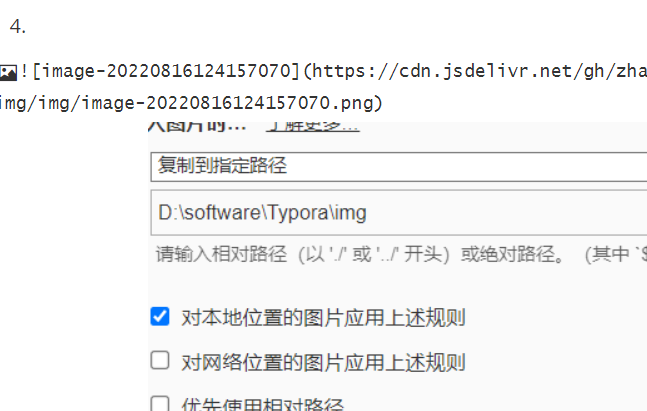 4.
![image-20220816124157070](https://cdn.jsdelivr.net/gh/zha
img/img/image-20220816124157070.png)
入图片时... 了解更多...
复制到指定路径
D:\software\Typora\img
请输入相对路径（以 './' 或 '../' 开头）或绝对路径。（其中 `$
对本地位置的图片应用上述规则
对网络位置的图片应用上述规则
优先使用相对路径